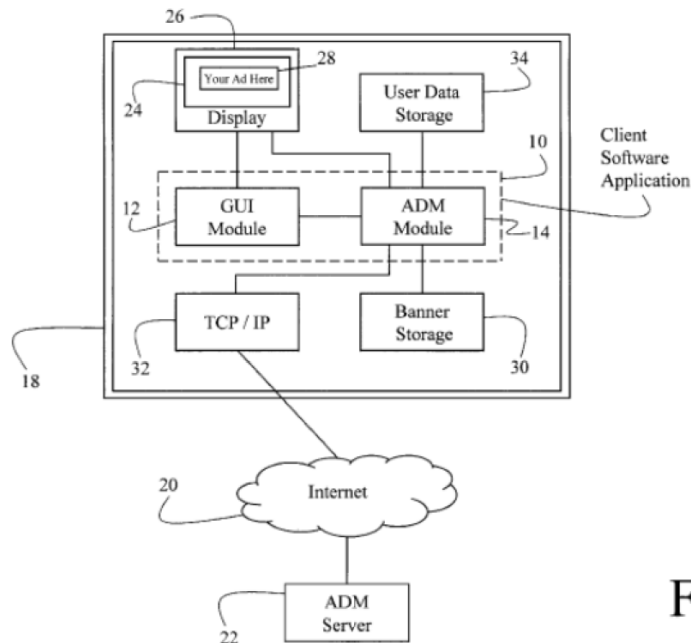 26
Your Ad Here
28
24
Display
User Data
Storage
34
Client
Software
Application
10
12
GUI
Module
ADM
Module
14
TCP / IP
32
Banner
Storage
30
18
20
Internet
ADM
Server
22
F